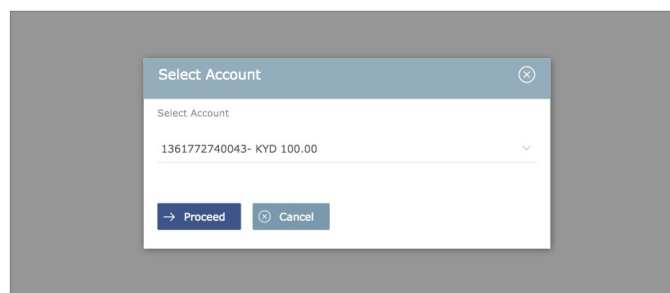 Select Account
Select Account
1361772740043- KYD 100.00
Proceed
Cancel